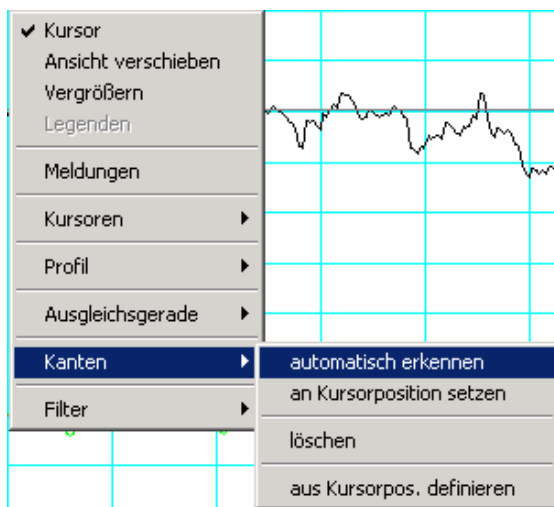 Kursor
Ansicht verschieben
Vergrößern
Legenden
Meldungen
Kursoren
Profil
Ausgleichsgerade
Kanten
Filter
automatisch erkennen
an Kursorposition setzen
löschen
aus Kursorpos. definieren